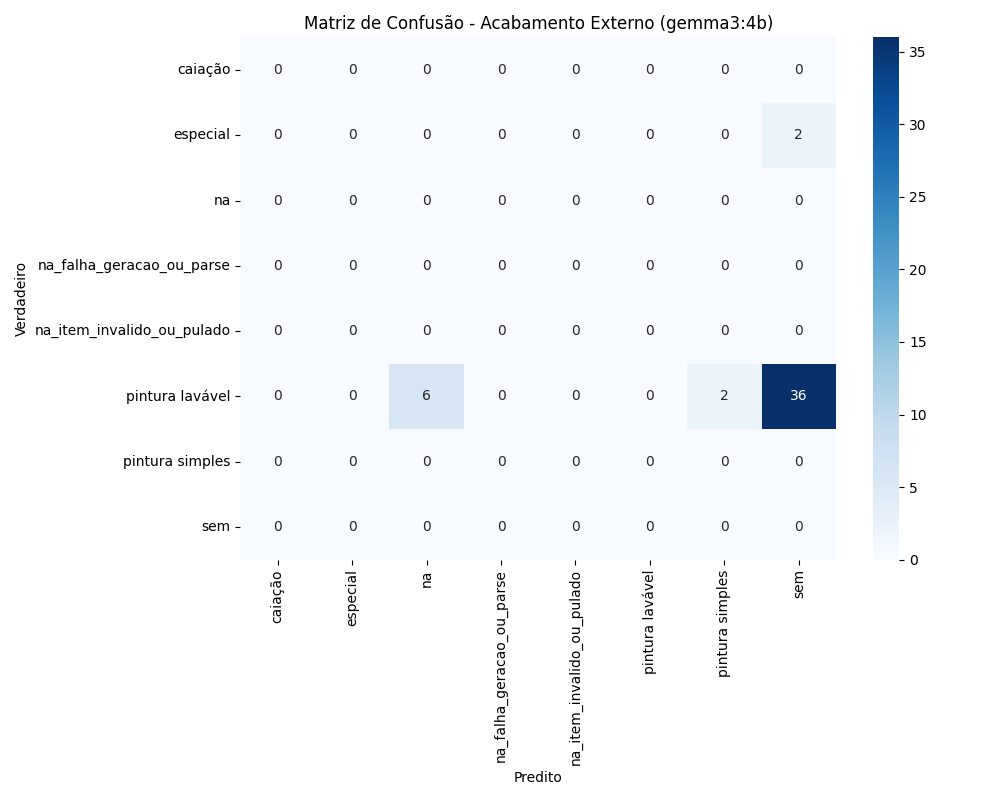 Matriz de Confusão - Acabamento Externo (gemma3:4b)
caiação 0 0 0 0 0 0 0 0
especial 0 0 0 0 0 0 0 2
na 0 0 0 0 0 0 0 0
na_falha_geracao_ou_parse 0 0 0 0 0 0 0 0
na_item_invalido_ou_pulado 0 0 0 0 0 0 0 0
pintura lavável 0 0 6 0 0 0 2 36
pintura simples 0 0 0 0 0 0 0 0
sem 0 0 0 0 0 0 0 0
Verdadeiro
caiação
especial
na
na_falha_geracao_ou_parse
na_item_invalido_ou_pulado
pintura lavável
pintura simples
sem
Predito
35
30
25
20
15
10
5
0